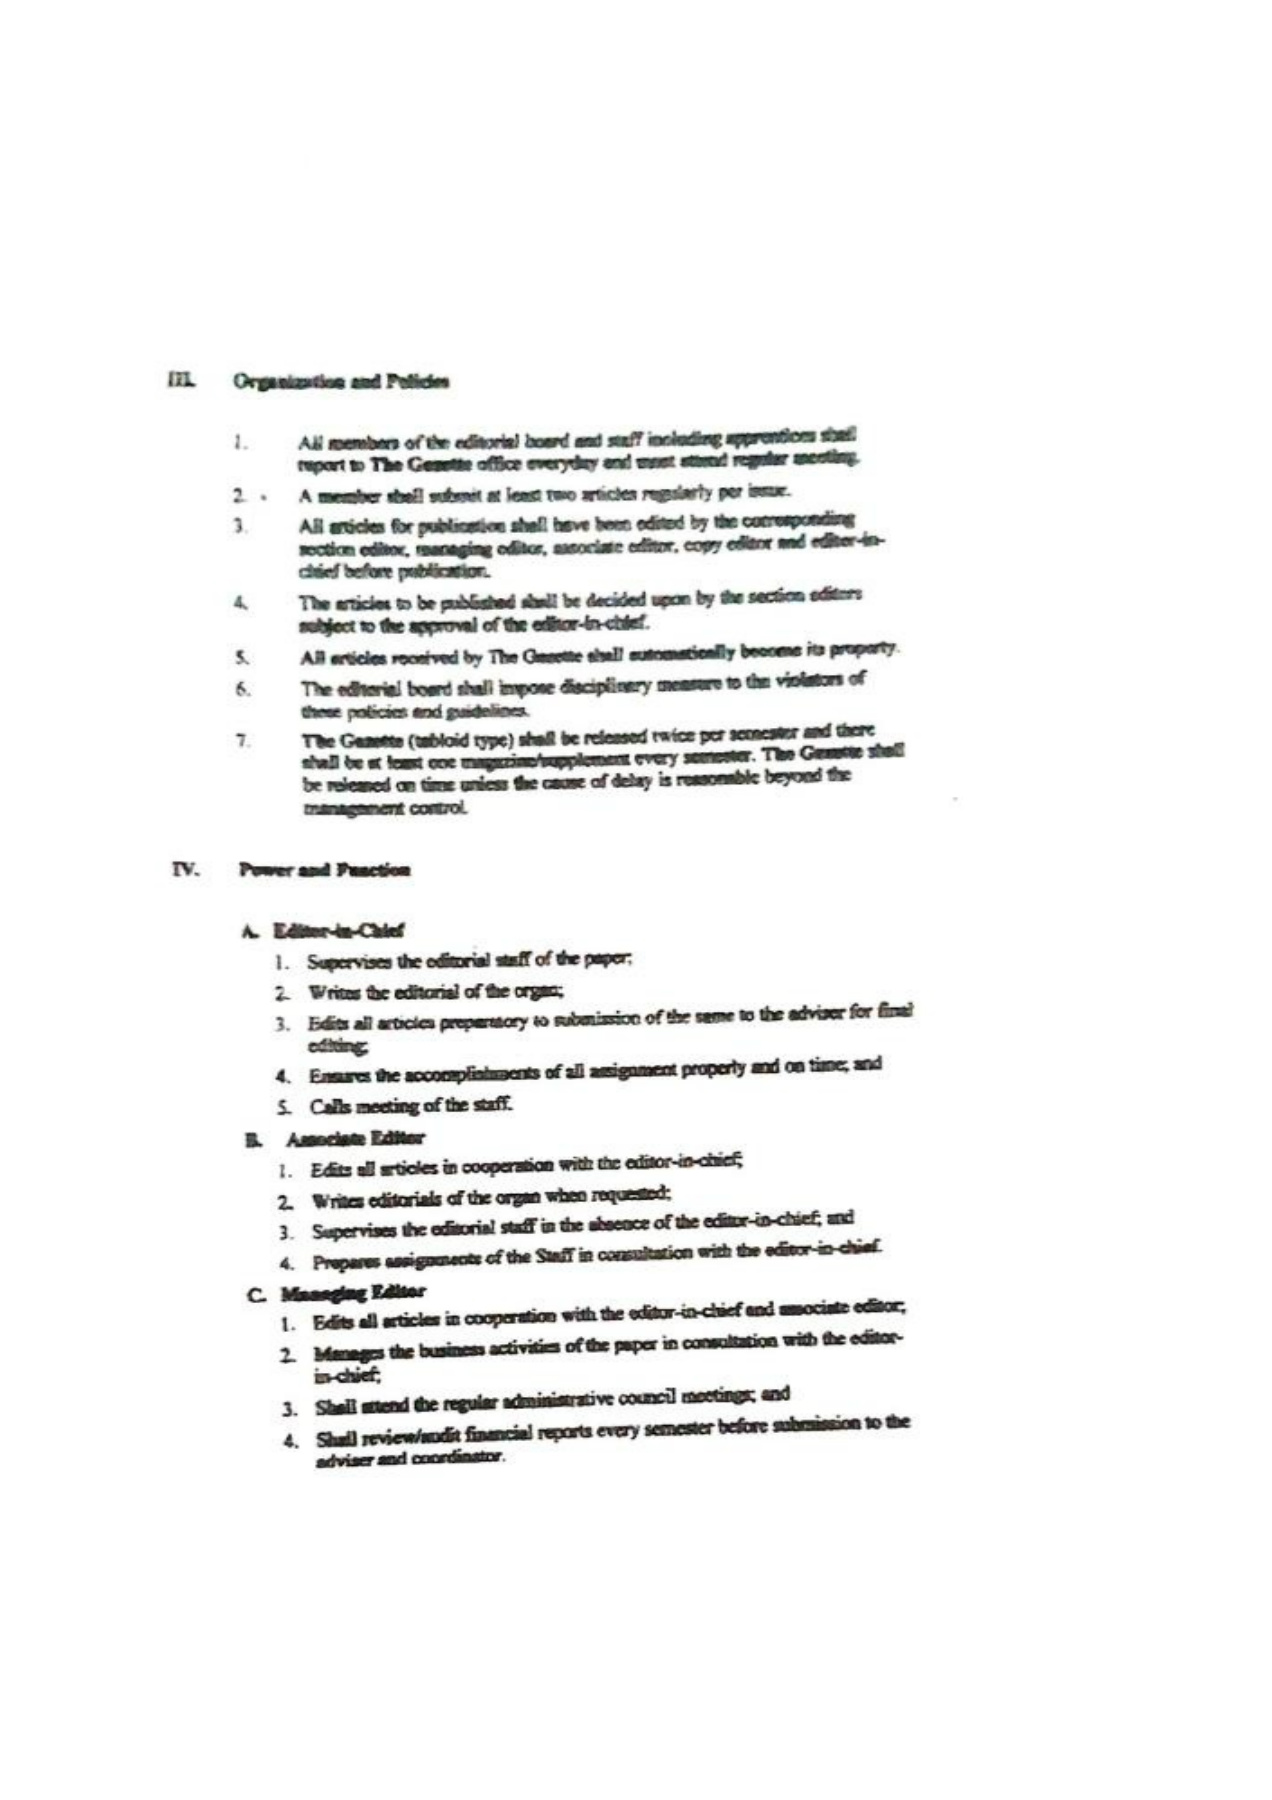 III. Organization and Policies
1. All members of the editorial board and staff including apprentices shall
report to The Gazette office everyday and must attend regular meeting.
2. A member shall submit at least two articles regularly per issue.
3. All articles for publication shall have been edited by the corresponding
section editor, managing editor, associate editor, copy editor and editor-in-
chief before publication.
4. The articles to be published shall be decided upon by the section editors
subject to the approval of the editor-in-chief.
5. All articles received by The Gazette shall automatically become its property.
6. The editorial board shall impose disciplinary measure to the violators of
these policies and guidelines.
7. The Gazette (tabloid type) shall be released twice per semester and there
shall be at least one magazine/supplement every semester. The Gazette shall
be released on time unless the cause of delay is reasonable beyond the
management control.
IV. Power and Function
A. Editor-in-Chief
1. Supervises the editorial staff of the paper;
2. Writes the editorial of the organ;
3. Edits all articles preparatory to submission of the same to the adviser for final
editing;
4. Ensures the accomplishments of all assignment properly and on time; and
5. Calls meeting of the staff.
B. Associate Editor
1. Edits all articles in cooperation with the editor-in-chief;
2. Writes editorials of the organ when requested;
3. Supervises the editorial staff in the absence of the editor-in-chief; and
4. Prepares assignments of the Staff in consultation with the editor-in-chief.
C. Managing Editor
1. Edits all articles in cooperation with the editor-in-chief and associate editor;
2. Manages the business activities of the paper in consultation with the editor-
in-chief;
3. Shall attend the regular administrative council meetings; and
4. Shall review/audit financial reports every semester before submission to the
adviser and coordinator.